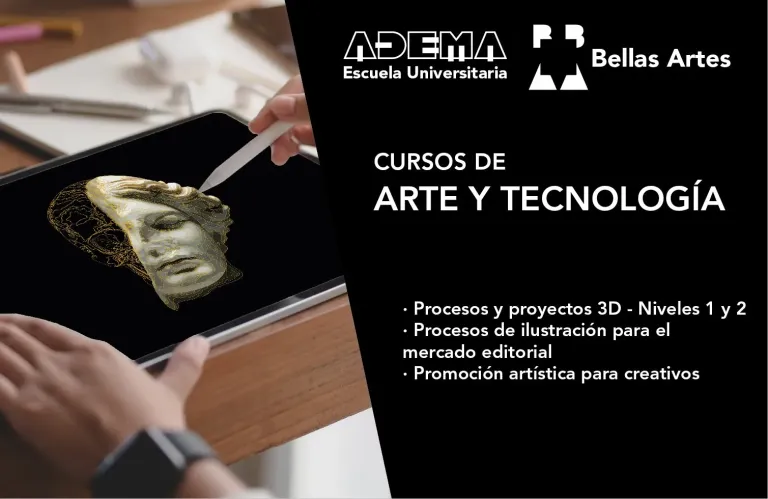 ADEMA
Escuela Universitaria
Bellas Artes
CURSOS DE
ARTE Y TECNOLOGÍA
· Procesos y proyectos 3D - Niveles 1 y 2
· Procesos de ilustración para el
mercado editorial
· Promoción artística para creativos